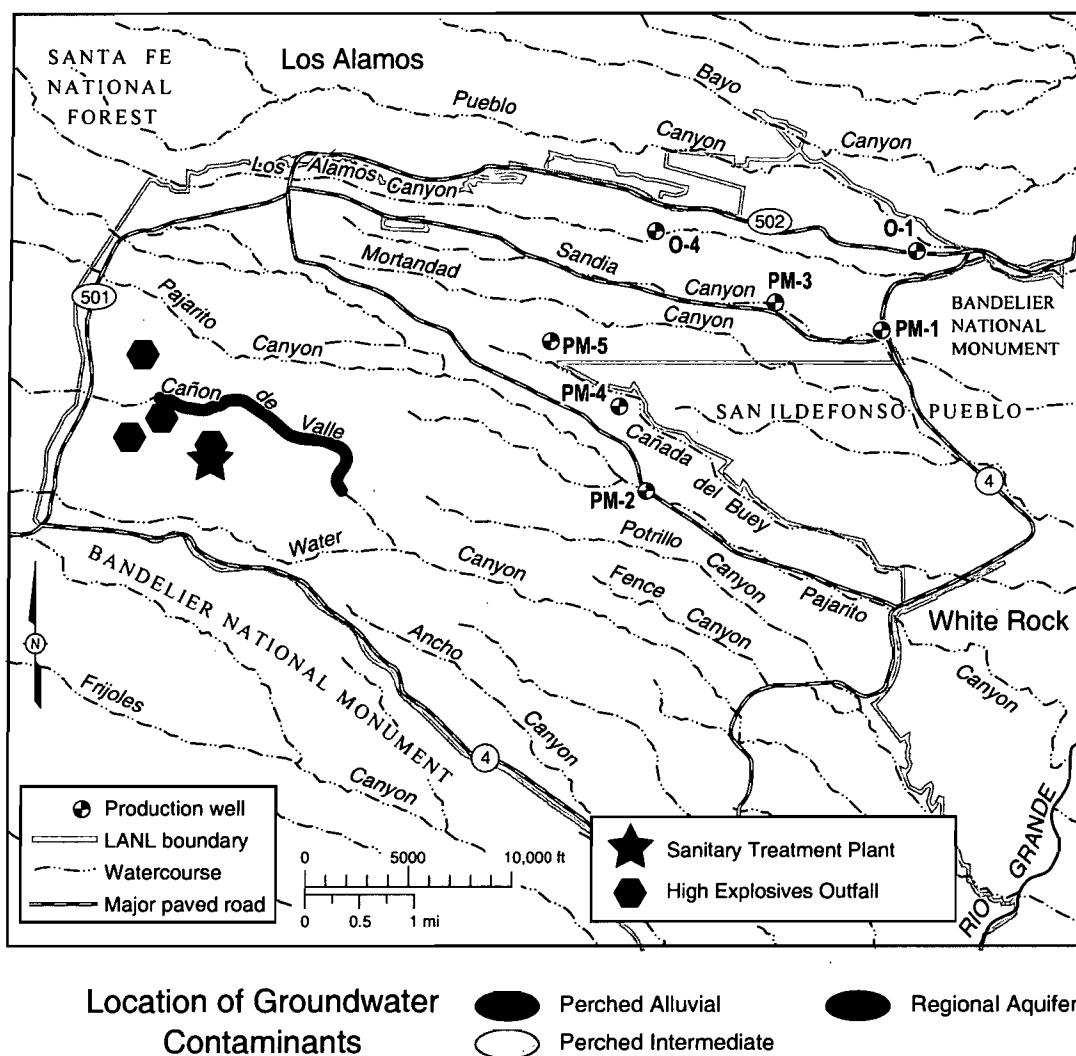 SANTA FE
NATIONAL
FOREST
Los Alamos
Bayo
Canyon
Pueblo
Canyon
Los Alamos
Canyon
502
O-1
O-4
Sandia
Canyon
PM-3
Mortandad
Canyon
PM-1
BANDELIER
NATIONAL
MONUMENT
501
Pajarito
Canyon
PM-5
PM-4
SAN ILDEFONSO PUEBLO
Cañon de Valle
Cañada del Buey
4
PM-2
Water
Canyon
Potrillo
Canyon
Fence
Canyon
Pajarito
White Rock
Canyon
BANDELIER NATIONAL MONUMENT
N
Ancho
Canyon
Frijoles
Canyon
4
RIO GRANDE
Production well
LANL boundary
Watercourse
Major paved road
0 5000 10,000 ft
0 0.5 1 mi
Sanitary Treatment Plant
High Explosives Outfall
Location of Groundwater
Contaminants
Perched Alluvial
Perched Intermediate
Regional Aquifer